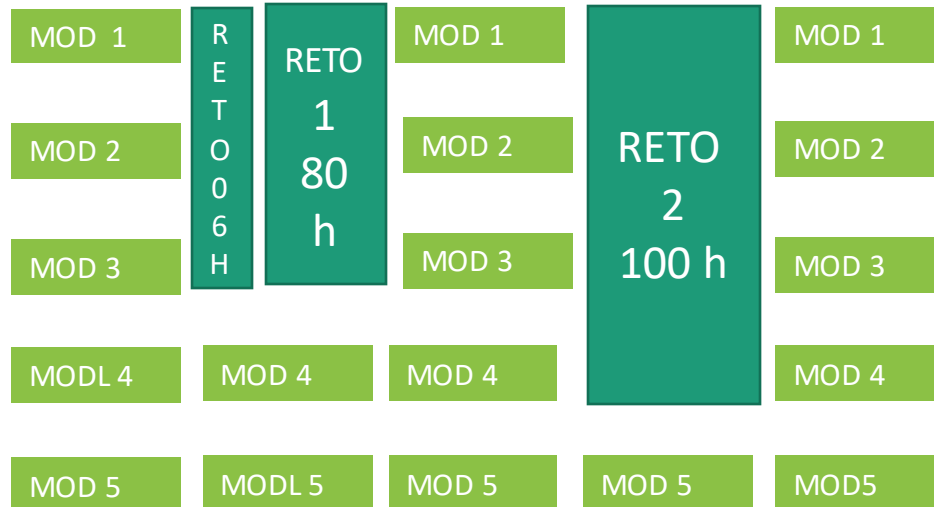 MOD 1
R
E
T
O
0
6
H
RETO
1
80
h
MOD 1
RETO
2
100 h
MOD 1
MOD 2
MOD 2
MOD 2
MOD 3
MOD 3
MOD 3
MODL 4
MOD 4
MOD 4
MOD 4
MOD 5
MODL 5
MOD 5
MOD 5
MOD5